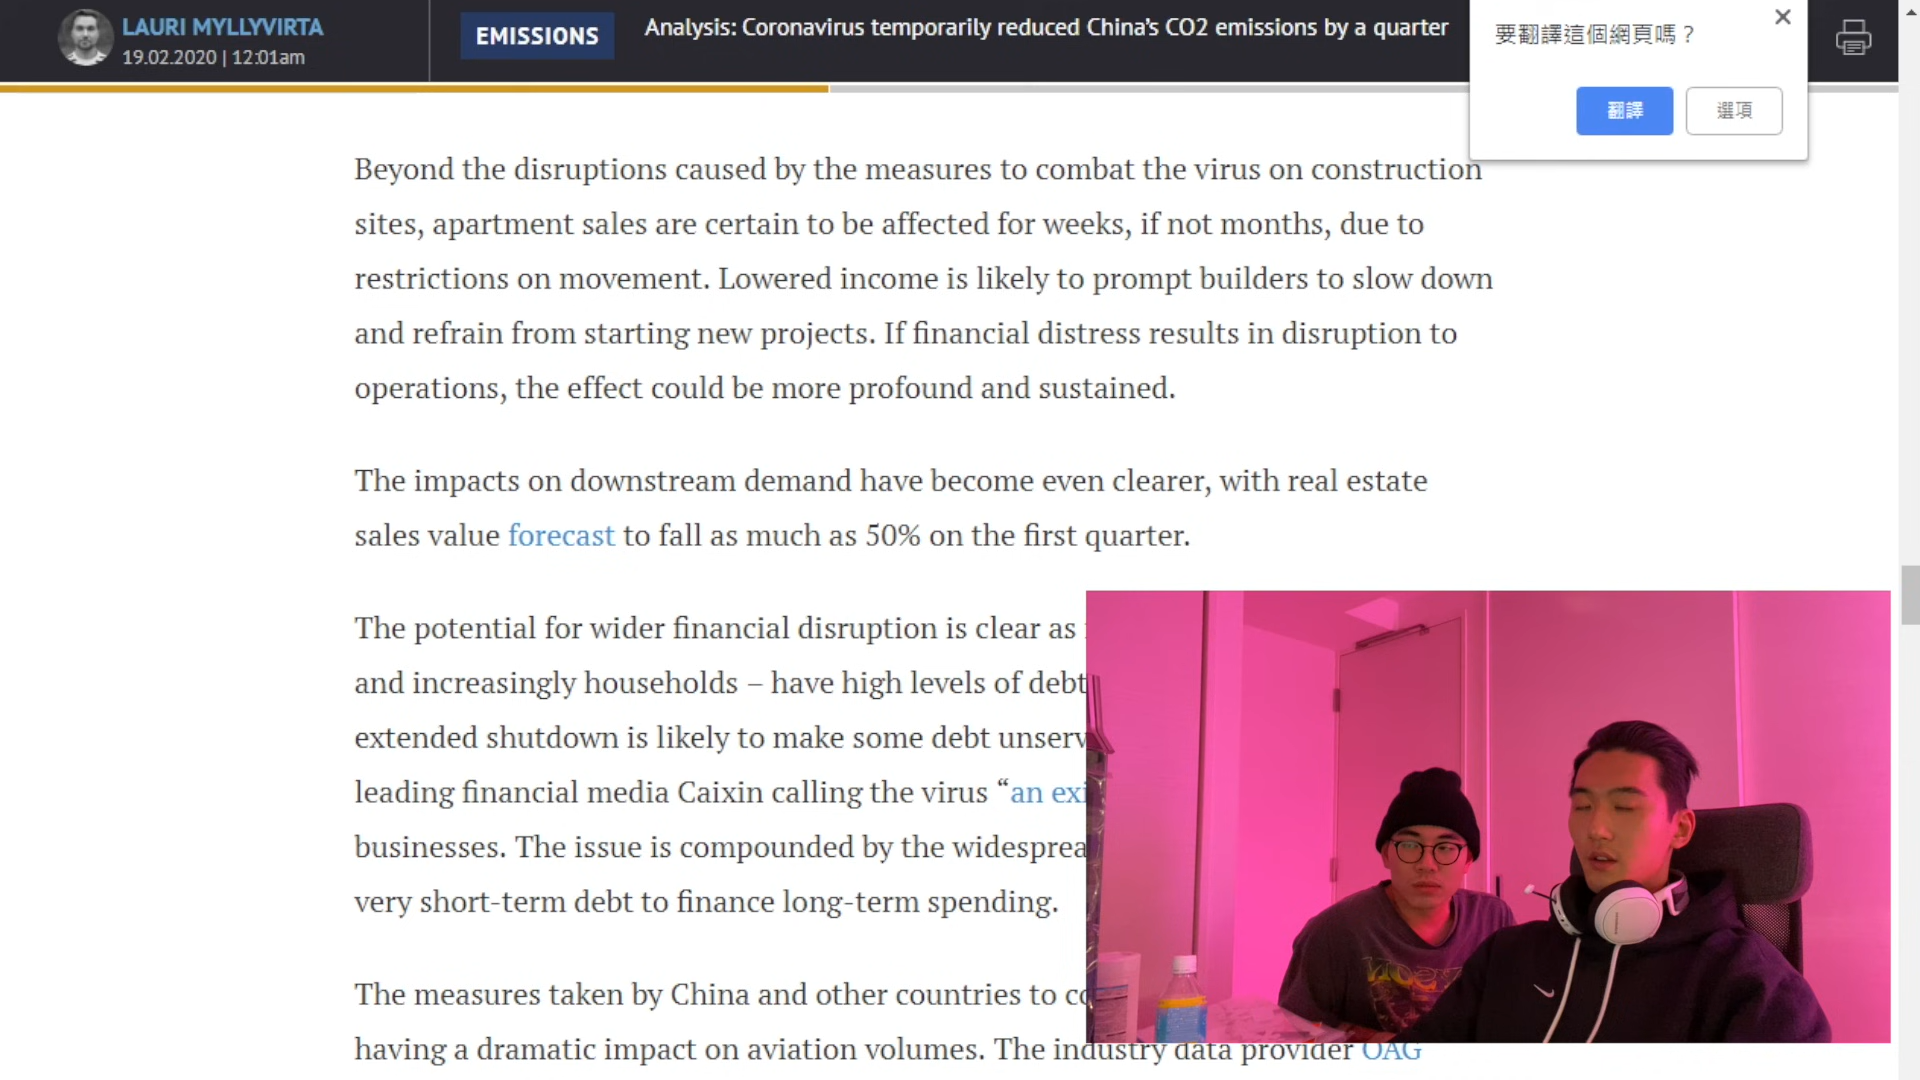 LAURI MYLLYVIRTA
19.02.2020 | 12:01am
EMISSIONS
Analysis: Coronavirus temporarily reduced China's CO2 emissions by a quarter
要翻譯這個網頁嗎？
翻譯
選項
Beyond the disruptions caused by the measures to combat the virus on construction
sites, apartment sales are certain to be affected for weeks, if not months, due to
restrictions on movement. Lowered income is likely to prompt builders to slow down
and refrain from starting new projects. If financial distress results in disruption to
operations, the effect could be more profound and sustained.
The impacts on downstream demand have become even clearer, with real estate
sales value forecast to fall as much as 50% on the first quarter.
The potential for wider financial disruption is clear as
and increasingly households – have high levels of debt
extended shutdown is likely to make some debt
leading financial media Caixin calling the virus “an
businesses. The issue is compounded by the
very short-term debt to finance long-term spending.
The measures taken by China and other countries to
having a dramatic impact on aviation volumes. The industry data provider OAG